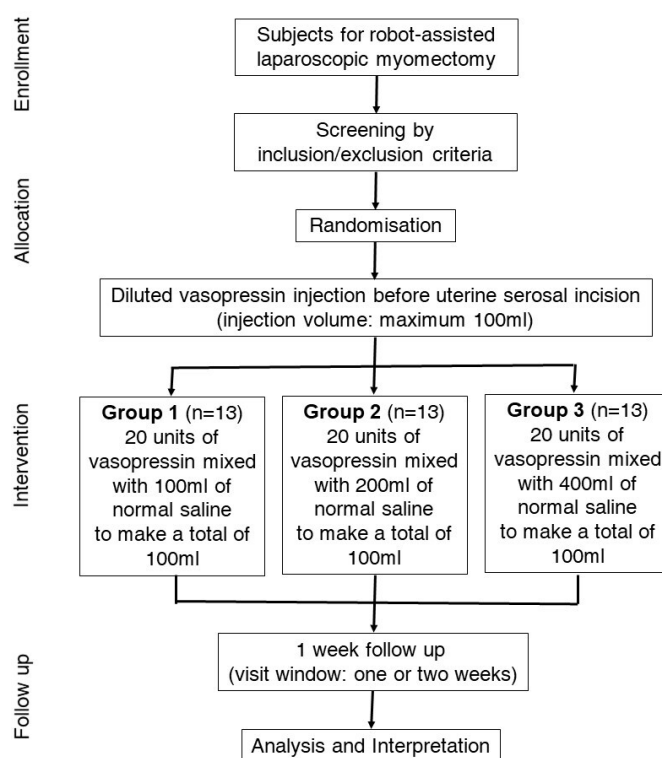 Enrollment
Subjects for robot-assisted
laparoscopic myomectomy
Screening by
inclusion/exclusion criteria
Allocation
Randomisation
Diluted vasopressin injection before uterine serosal incision
(injection volume: maximum 100ml)
Intervention
Group 1 (n=13)
20 units of
vasopressin mixed
with 100ml of
normal saline
to make a total of
100ml
Group 2 (n=13)
20 units of
vasopressin mixed
with 200ml of
normal saline
to make a total of
100ml
Group 3 (n=13)
20 units of
vasopressin mixed
with 400ml of
normal saline
to make a total of
100ml
Follow up
1 week follow up
(visit window: one or two weeks)
Analysis and Interpretation